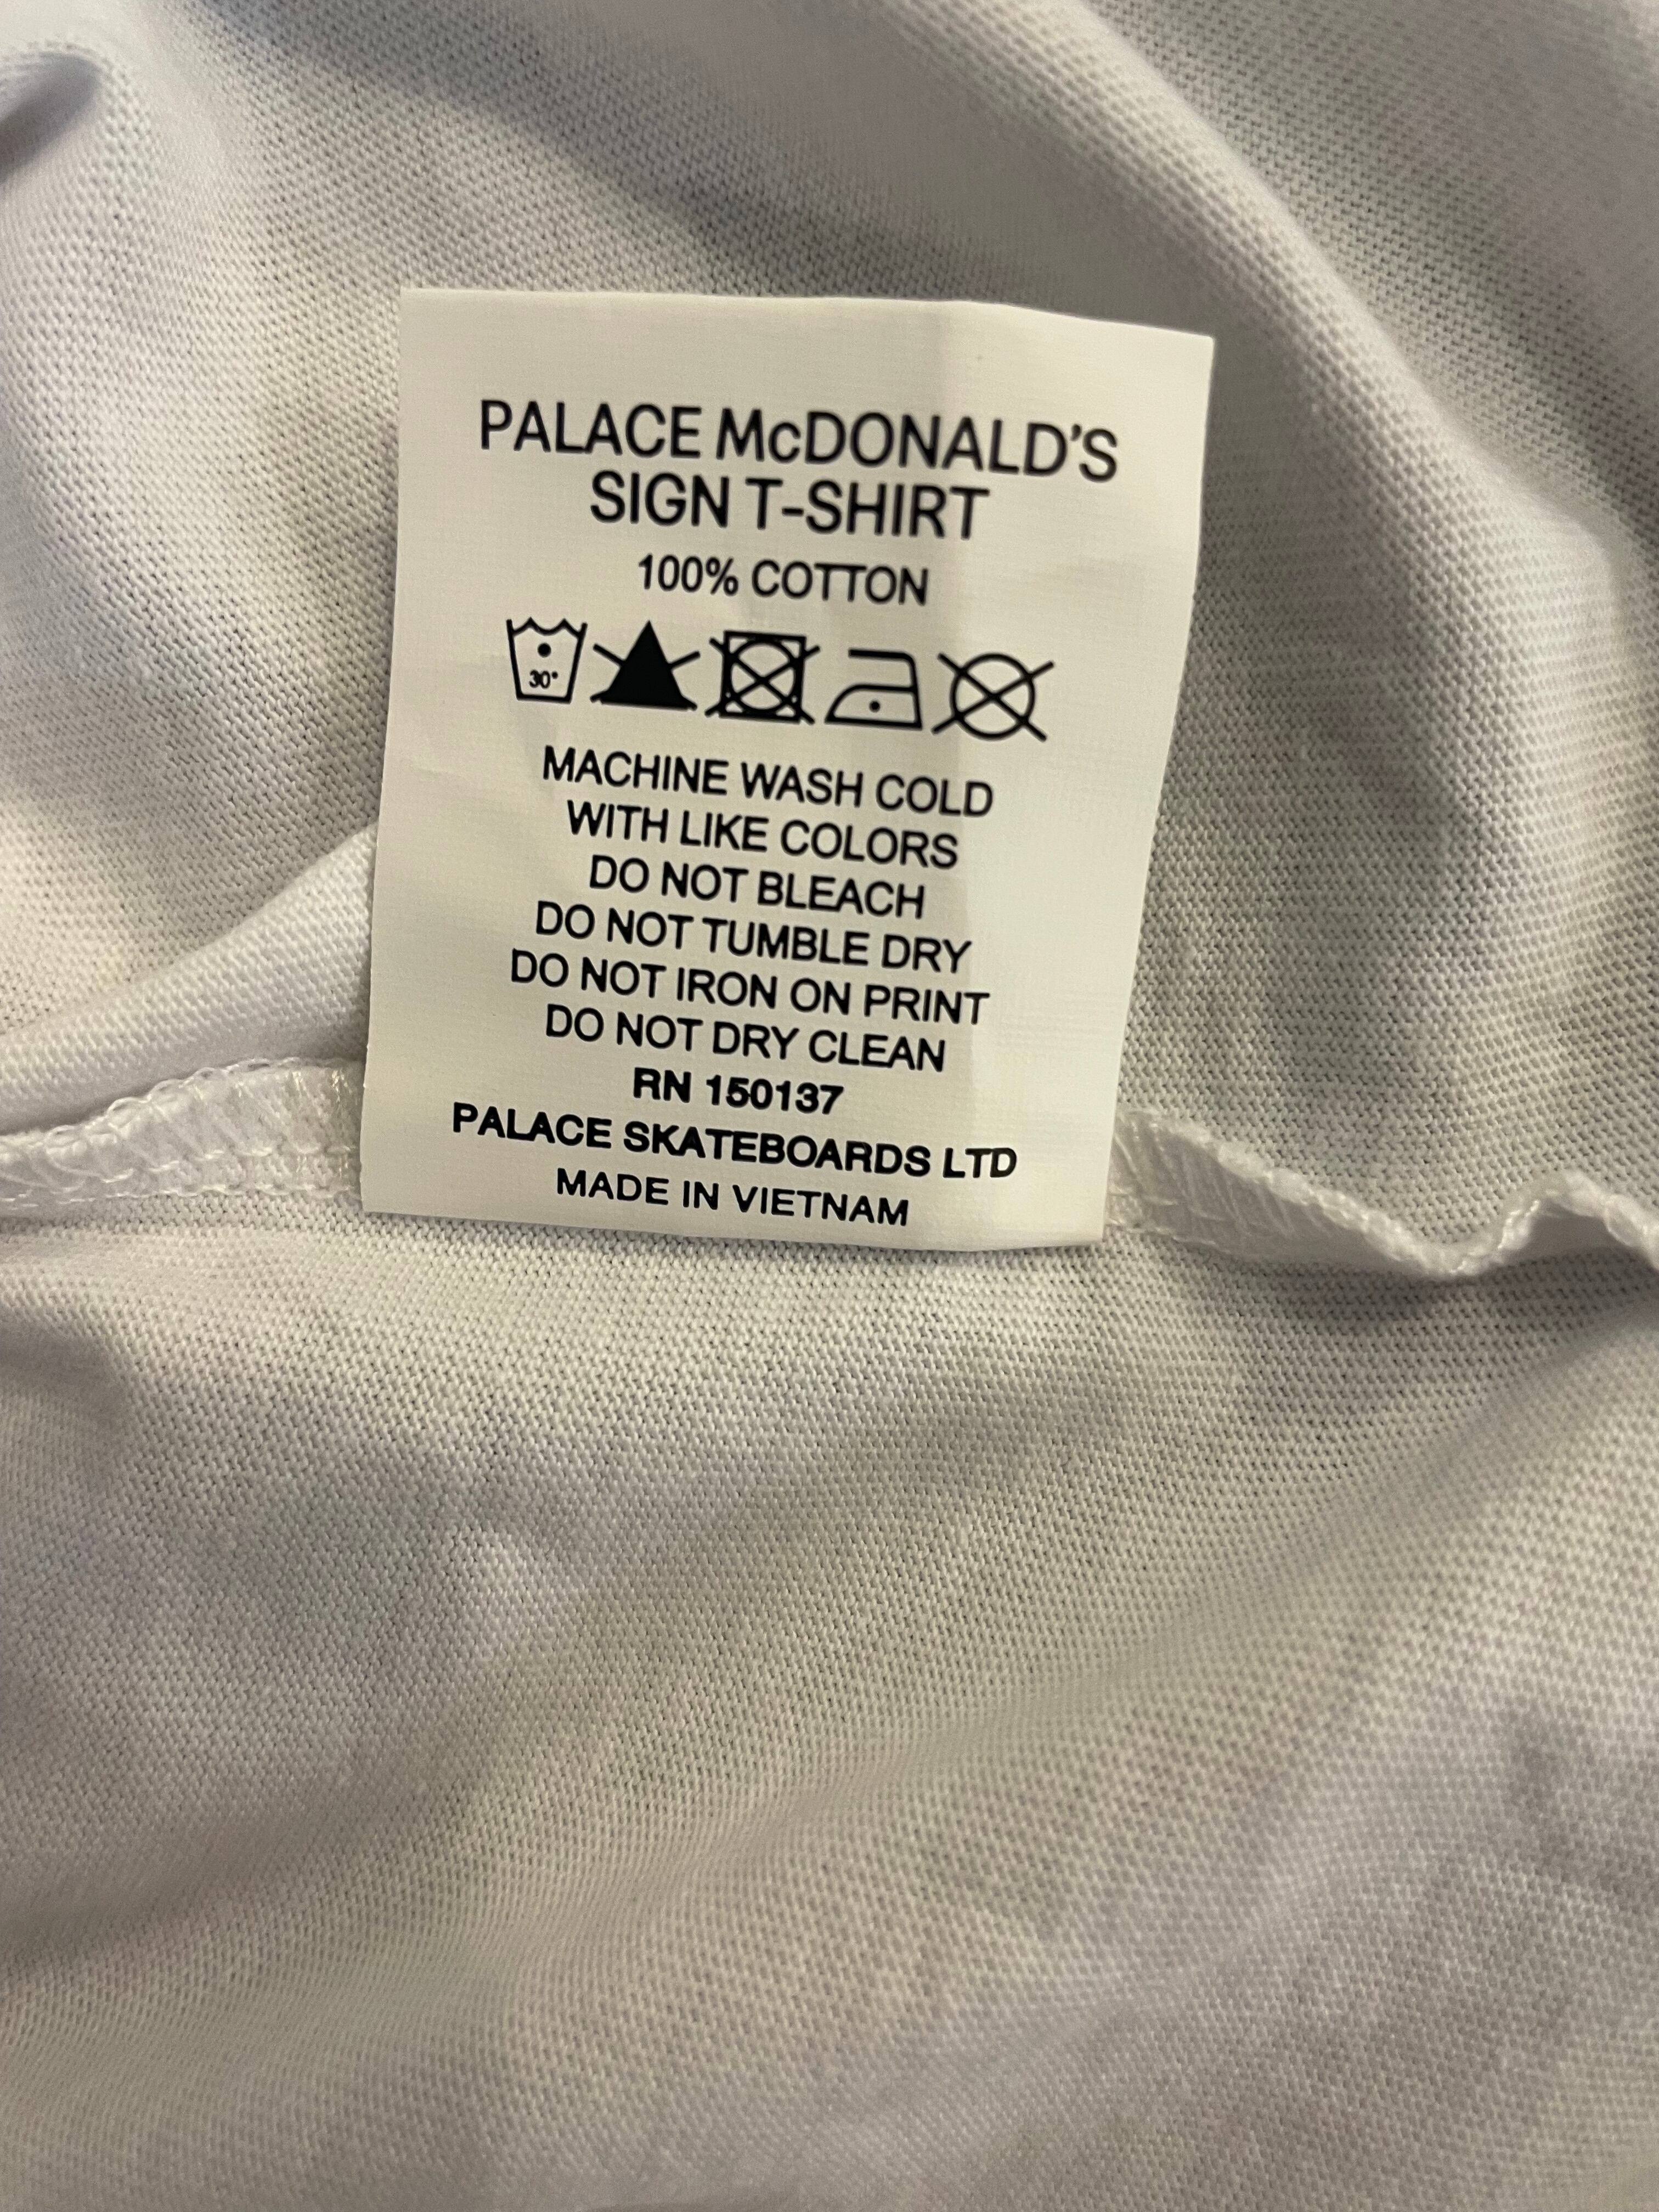 PALACE McDONALD'S
SIGN T-SHIRT
100% COTTON
30°
MACHINE WASH COLD
WITH LIKE COLORS
DO NOT BLEACH
DO NOT TUMBLE DRY
DO NOT IRON ON PRINT
DO NOT DRY CLEAN
RN 150137
PALACE SKATEBOARDS LTD
MADE IN VIETNAM